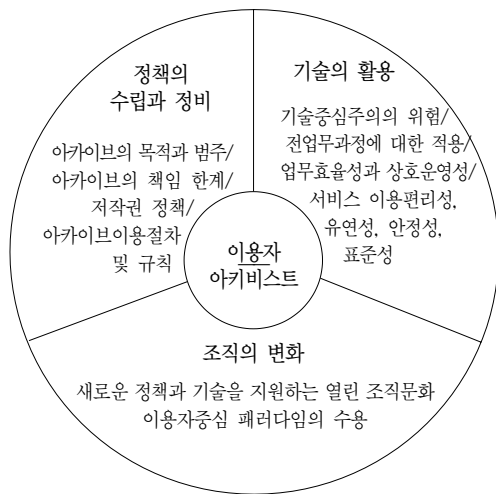 정책의
수립과 정비
아카이브의 목적과 범주/
아카이브의 책임 한계/
저작권 정책/
아카이브이용절차
및 규칙
기술의 활용
기술중심주의의 위험/
전업무과정에 대한 적용/
업무효율성과 상호운영성/
서비스 이용편리성,
유연성, 안정성,
표준성
이용자
아키비스트
조직의 변화
새로운 정책과 기술을 지원하는 열린 조직문화
이용자중심 패러다임의 수용